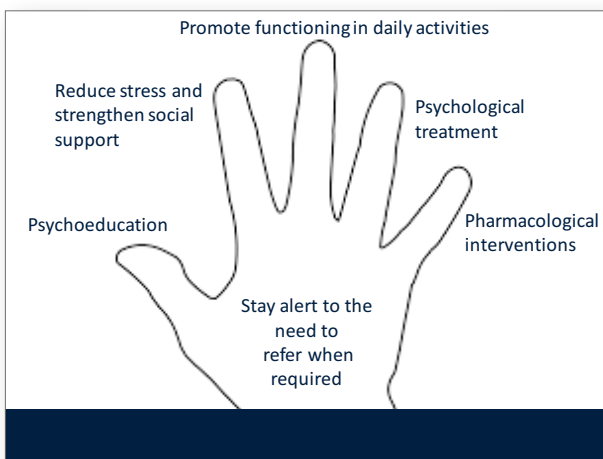 Promote functioning in daily activities
Reduce stress and
strengthen social
support
Psychological
treatment
Psychoeducation
Pharmacological
interventions
Stay alert to the
need to
refer when
required